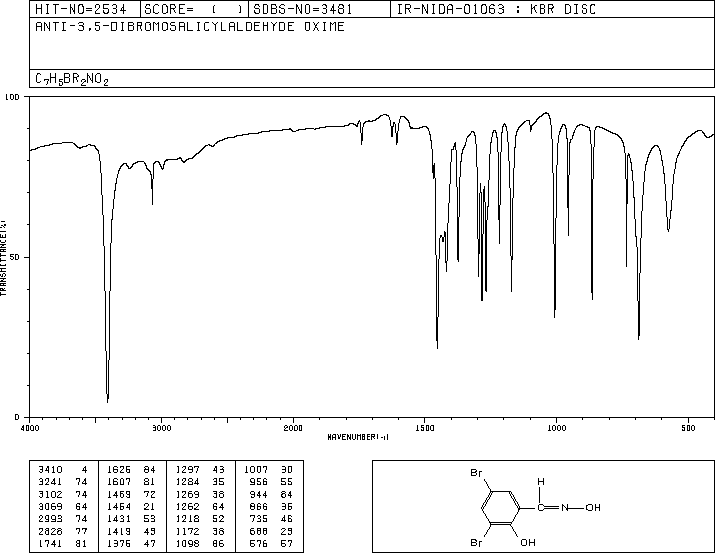 HIT-NO=2534 SCORE= ( ) SDBS-NO=3481 IR-NIDA-01063 : KBR DISC
ANTI-3,5-DIBROMOSALICYLALDEHYDE OXIME
C7H5BR2NO2
100
50
0
TRANSMITTANCE(%)
4000 3000 2000 1500 1000 500
WAVENUMBER(-1)
3410 4 1626 84 1297 43 1007 30
3241 74 1607 81 1284 35 956 55
3102 74 1469 72 1269 38 944 84
3069 64 1454 21 1262 64 866 36
2993 74 1431 53 1218 52 735 46
2828 77 1419 49 1172 38 688 23
1741 81 1375 47 1098 86 576 57
Br
H
N OH
Br OH